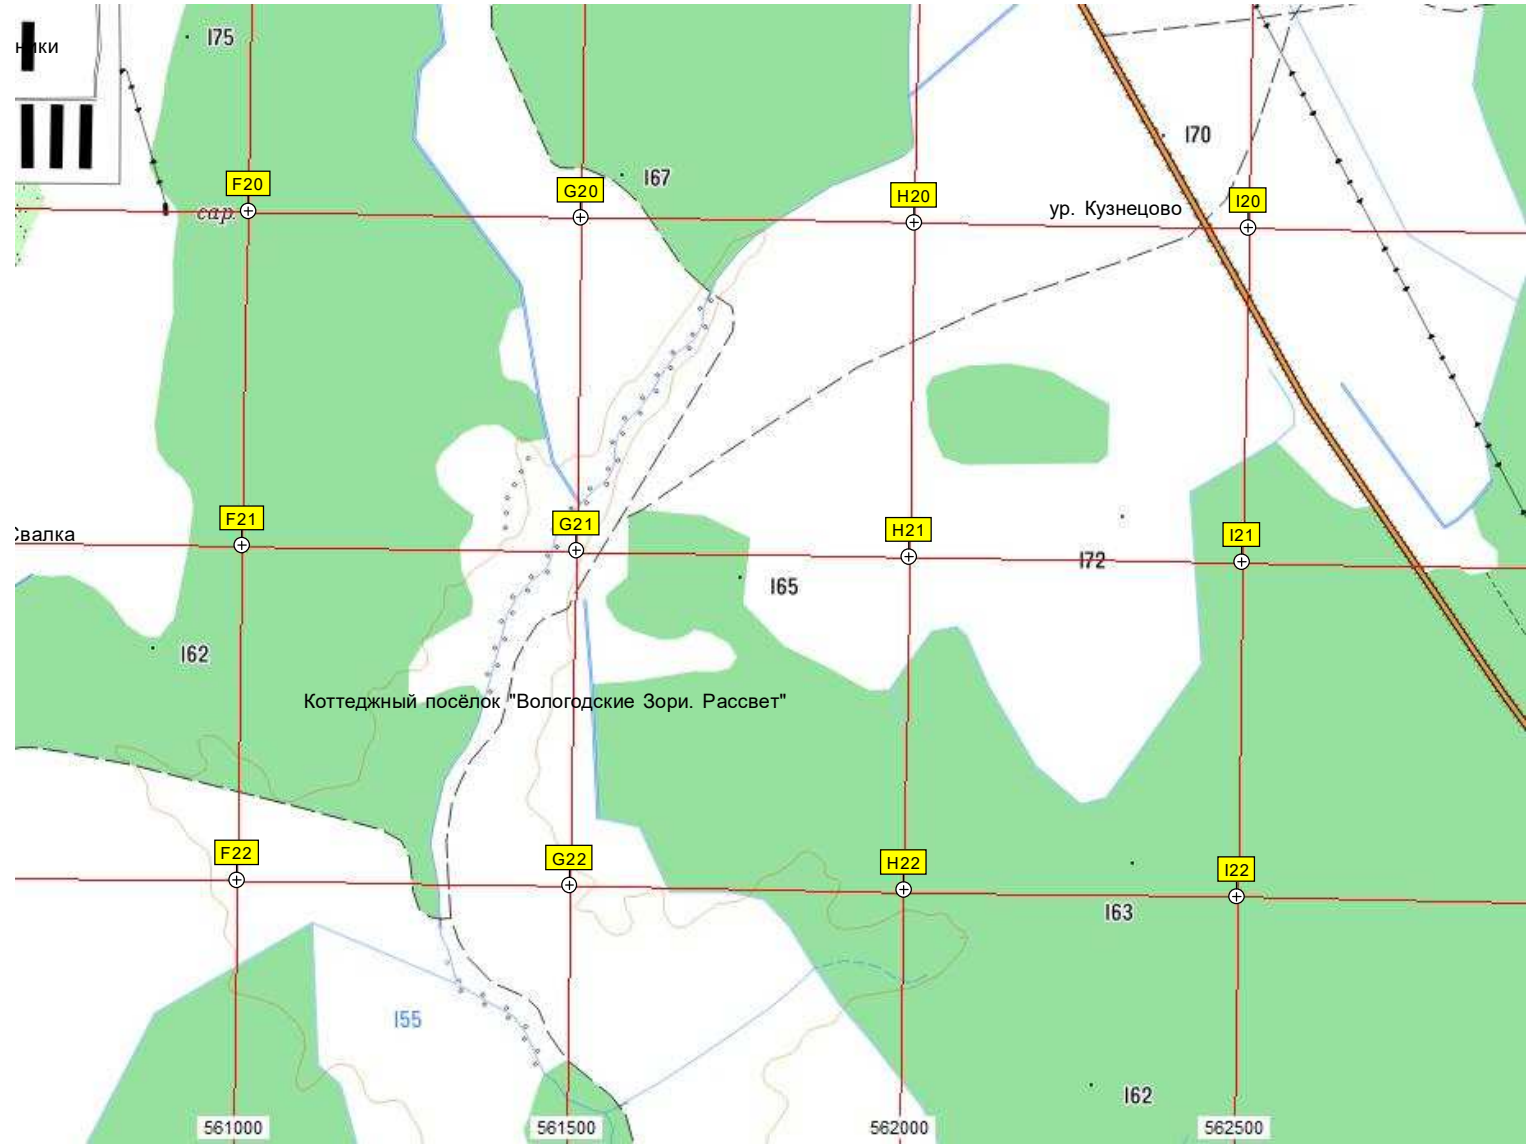 175
ники
170
167
F20
G20
H20
I20
сар.
ур. Кузнецово
F21
G21
H21
I21
Свалка
172
165
162
Коттеджный посёлок "Вологодские Зори. Рассвет"
F22
G22
H22
I22
163
155
162
561000
561500
562000
562500